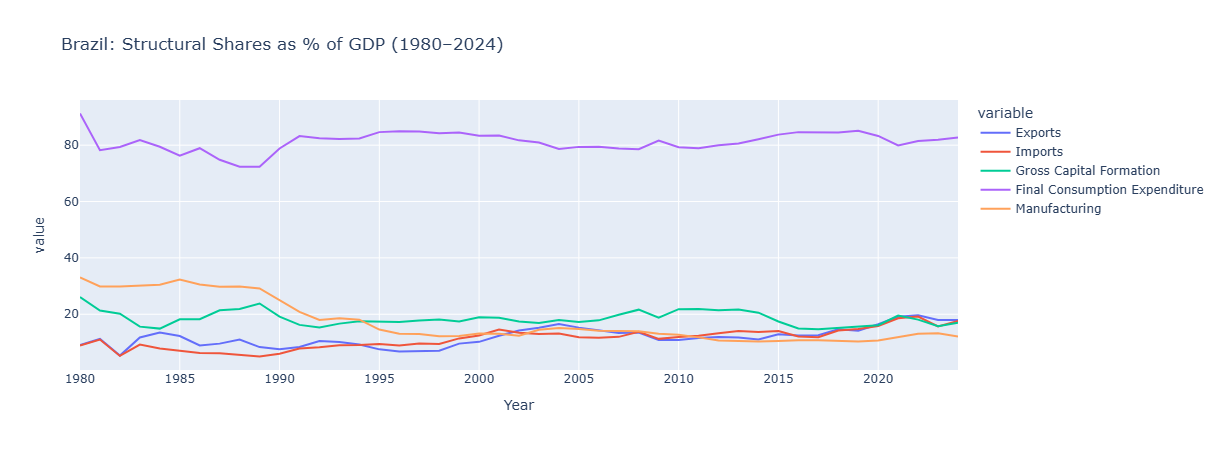 Brazil: Structural Shares as % of GDP (1980–2024)
variable
Exports
Imports
Gross Capital Formation
Final Consumption Expenditure
Manufacturing
value
80
60
40
20
1980 1985 1990 1995 2000 2005 2010 2015 2020
Year